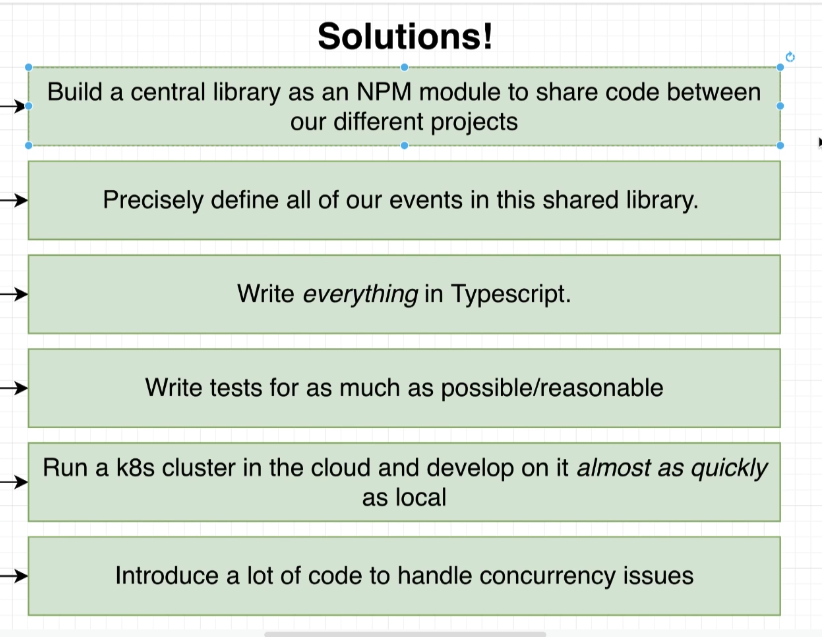 Solutions!
Build a central library as an NPM module to share code between
our different projects
Precisely define all of our events in this shared library.
Write everything in Typescript.
Write tests for as much as possible/reasonable
Run a k8s cluster in the cloud and develop on it almost as quickly
as local
Introduce a lot of code to handle concurrency issues